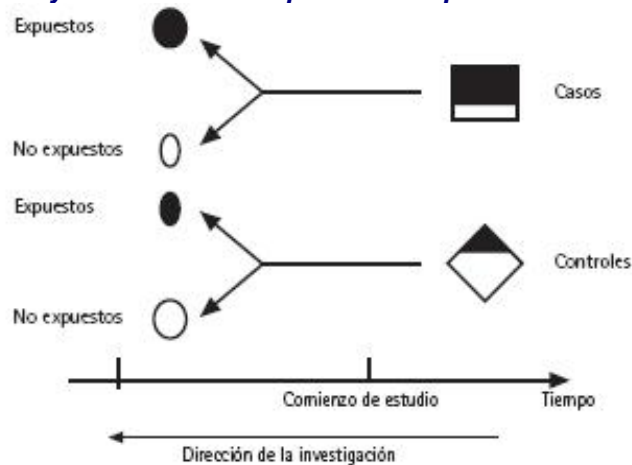 Expuestos
Casos
No expuestos
Expuestos
Controles
No expuestos
Comienzo de estudio
Tiempo
Dirección de la investigación